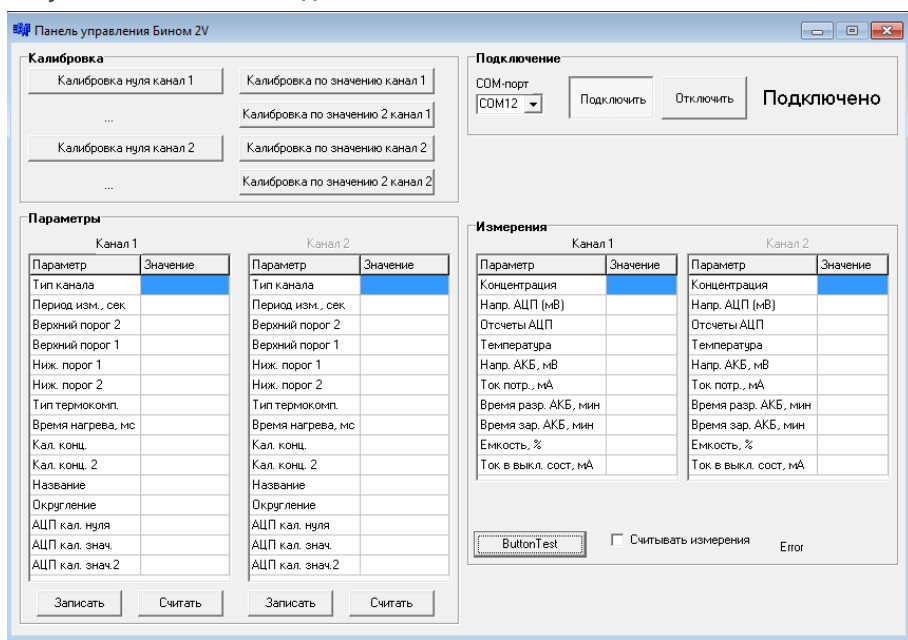 Панель управления Бином 2V
Калибровка
Калибровка нуля канал 1
Калибровка по значению канал 1
...
Калибровка по значению 2 канал 1
Калибровка нуля канал 2
Калибровка по значению канал 2
...
Калибровка по значению 2 канал 2
Подключение
COM-порт
COM12
Подключить
Отключить
Подключено
Параметры
Канал 1
Параметр Значение
Тип канала
Период изм., сек
Верхний порог 2
Верхний порог 1
Ниж. порог 1
Ниж. порог 2
Тип термокомп.
Время нагрева, мс
Кал. конц.
Кал. конц. 2
Название
Округление
АЦП кал. нуля
АЦП кал. знач.
АЦП кал. знач.2
Записать Считать
Канал 2
Параметр Значение
Тип канала
Период изм., сек
Верхний порог 2
Верхний порог 1
Ниж. порог 1
Ниж. порог 2
Тип термокомп.
Время нагрева, мс
Кал. конц.
Кал. конц. 2
Название
Округление
АЦП кал. нуля
АЦП кал. знач.
АЦП кал. знач.2
Записать Считать
Измерения
Канал 1
Параметр Значение
Концентрация
Напр. АЦП (мВ)
Отсчеты АЦП
Температура
Напр. АКБ, мВ
Ток потр., мА
Время разр. АКБ, мин
Время зар. АКБ, мин
Емкость, %
Ток в выкл. сост, мА
Канал 2
Параметр Значение
Концентрация
Напр. АЦП (мВ)
Отсчеты АЦП
Температура
Напр. АКБ, мВ
Ток потр., мА
Время разр. АКБ, мин
Время зар. АКБ, мин
Емкость, %
Ток в выкл. сост, мА
ButtonTest
Считывать измерения
Error